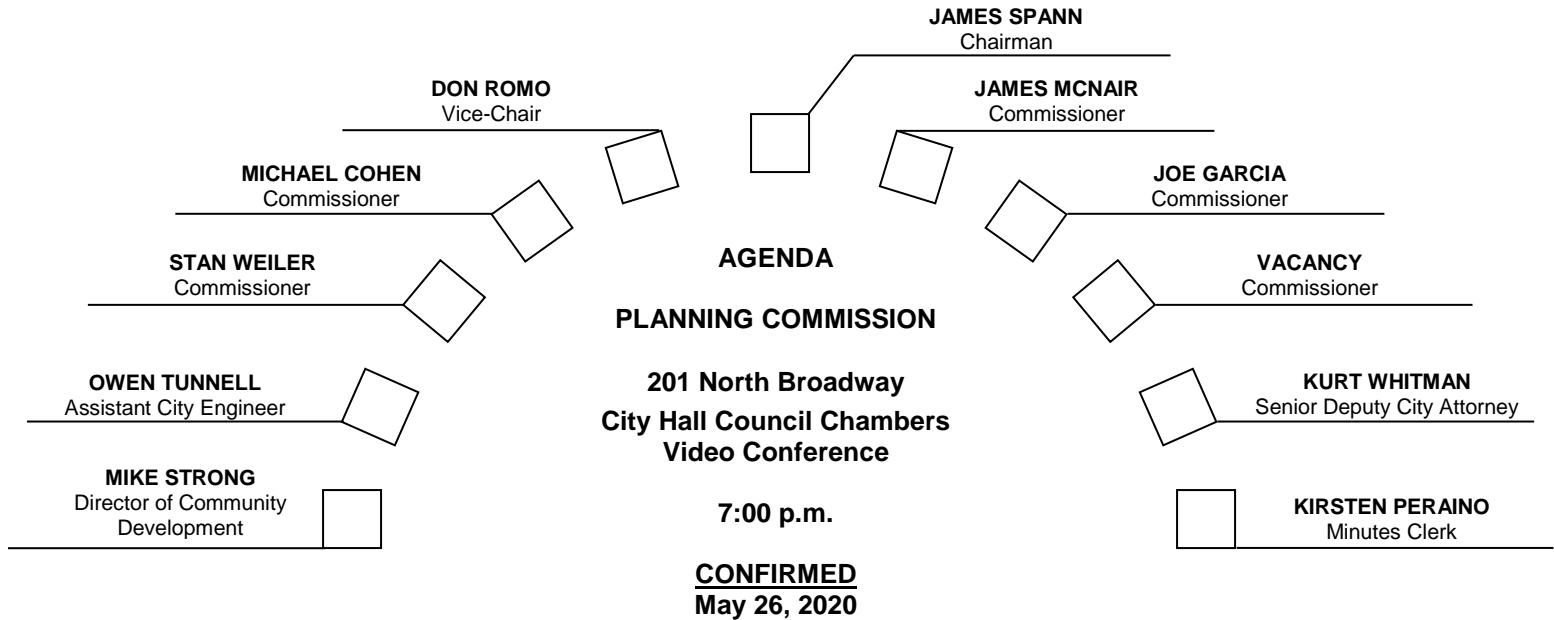 JAMES SPANN
Chairman
DON ROMO
Vice-Chair
JAMES MCNAIR
Commissioner
MICHAEL COHEN
Commissioner
JOE GARCIA
Commissioner
STAN WEILER
Commissioner
VACANCY
Commissioner
OWEN TUNNELL
Assistant City Engineer
KURT WHITMAN
Senior Deputy City Attorney
MIKE STRONG
Director of Community
Development
KIRSTEN PERAINO
Minutes Clerk
AGENDA
PLANNING COMMISSION
201 North Broadway
City Hall Council Chambers
Video Conference
7:00 p.m.
CONFIRMED
May 26, 2020